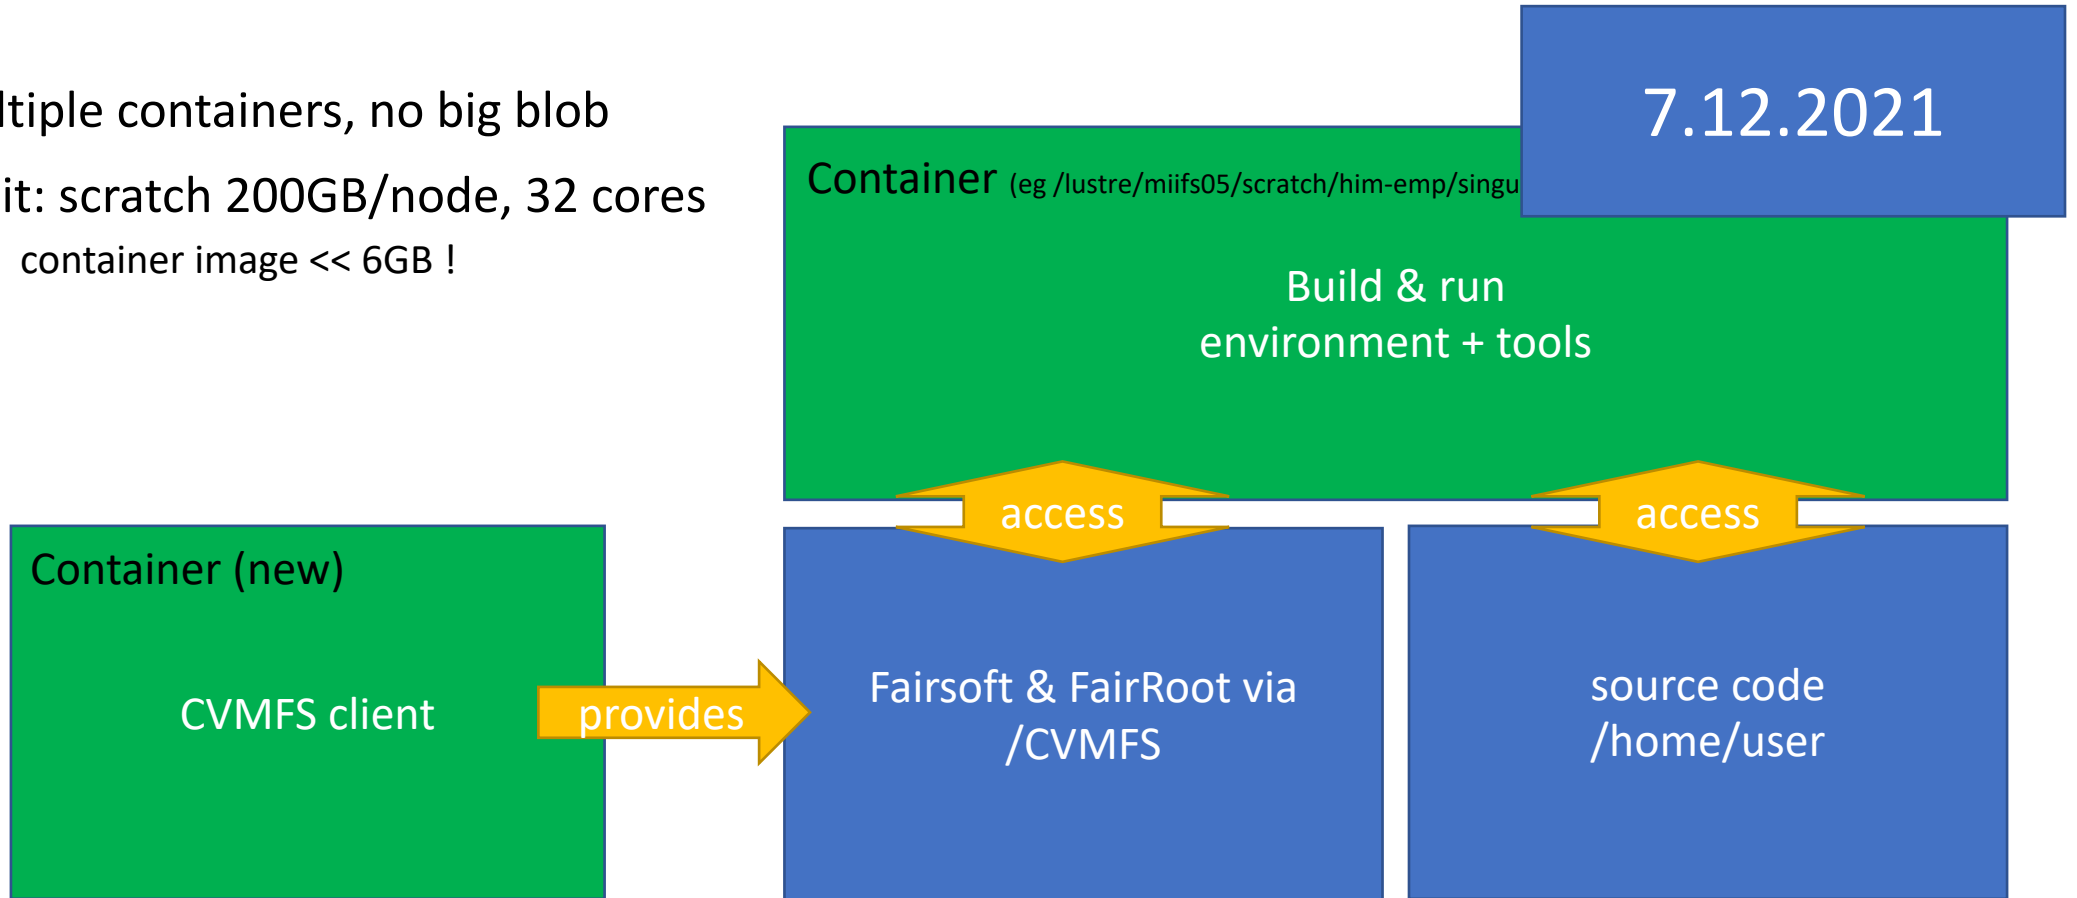 ltiple containers, no big blob
it: scratch 200GB/node, 32 cores
container image << 6GB !
7.12.2021
Container (eg /lustre/miifs05/scratch/him-emp/singu
Build & run
environment + tools
access
access
Container (new)
CVMFS client
provides
Fairsoft & FairRoot via
/CVMFS
source code
/home/user